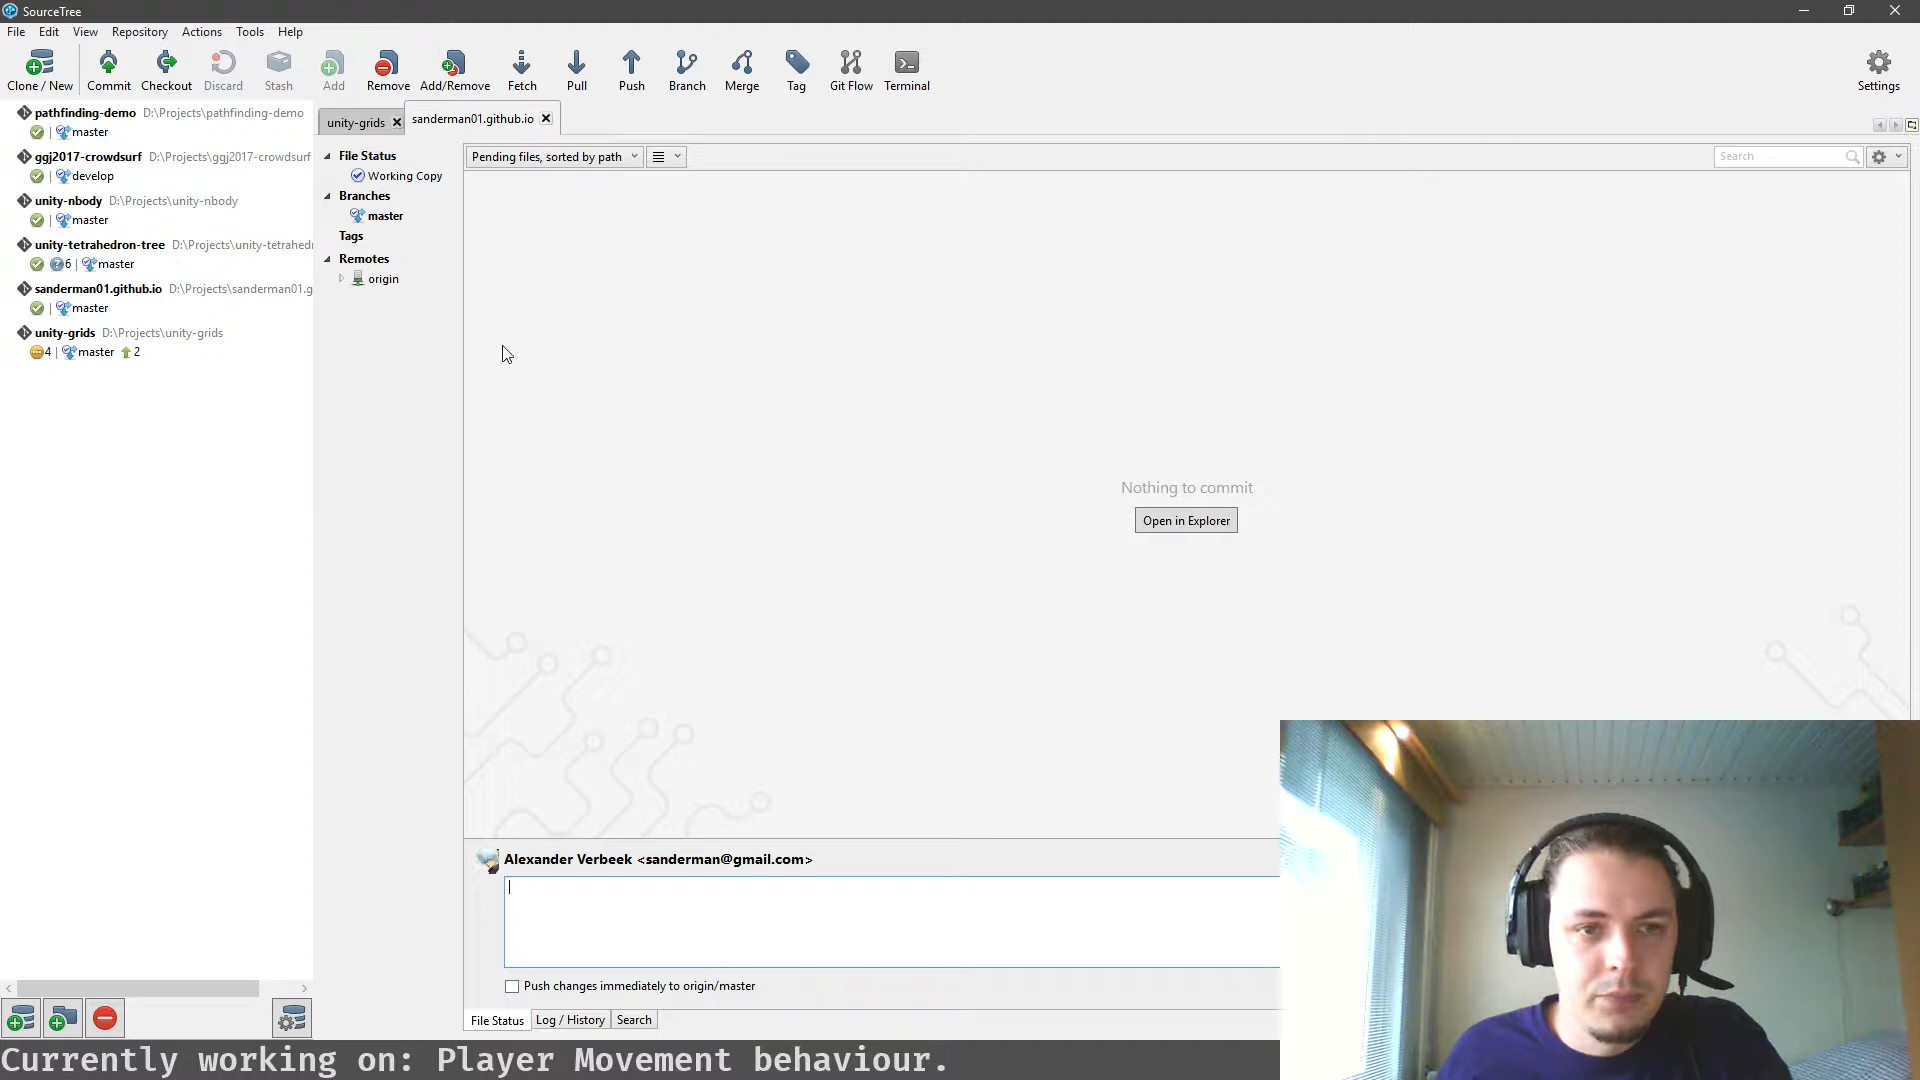 SourceTree
File Edit View Repository Actions Tools Help
Clone / New Commit Checkout Discard Stash Add Remove Add/Remove Fetch Pull Push Branch Merge Tag Git Flow Terminal Settings
pathfinding-demo D:\Projects\pathfinding-demo
master
ggj2017-crowdsurf D:\Projects\ggj2017-crowdsurf
develop
unity-nbody D:\Projects\unity-nbody
master
unity-tetrahedron-tree D:\Projects\unity-tetrahed
6 | master
sanderman01.github.io D:\Projects\sanderman01.g
master
unity-grids D:\Projects\unity-grids
4 | master 2
unity-grids sanderman01.github.io
File Status
Working Copy
Branches
master
Tags
Remotes
origin
Pending files, sorted by path
Search
Nothing to commit
Open in Explorer
Alexander Verbeek <sanderman@gmail.com>
Push changes immediately to origin/master
File Status Log / History Search
Currently working on: Player Movement behaviour.